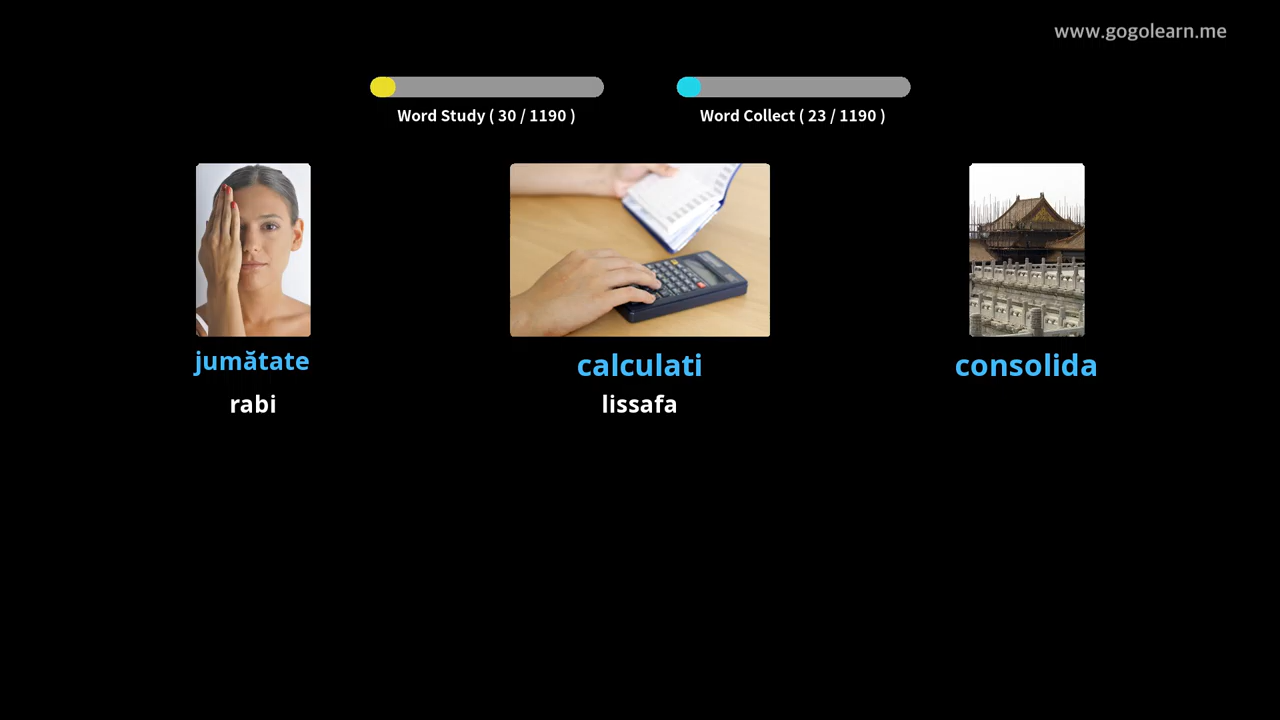 www.gogolearn.me
Word Study ( 30 / 1190 )
Word Collect ( 23 / 1190 )
jumătate
calculati
consolida
rabi
lissafa